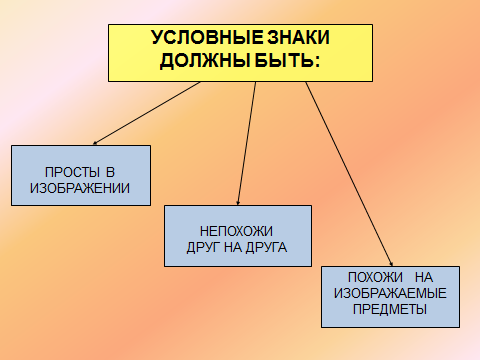 УСЛОВНЫЕ ЗНАКИ
ДОЛЖНЫ БЫТЬ:
ПРОСТЫ В
ИЗОБРАЖЕНИИ
НЕПОХОЖИ
ДРУГ НА ДРУГА
ПОХОЖИ НА
ИЗОБРАЖАЕМЫЕ
ПРЕДМЕТЫ